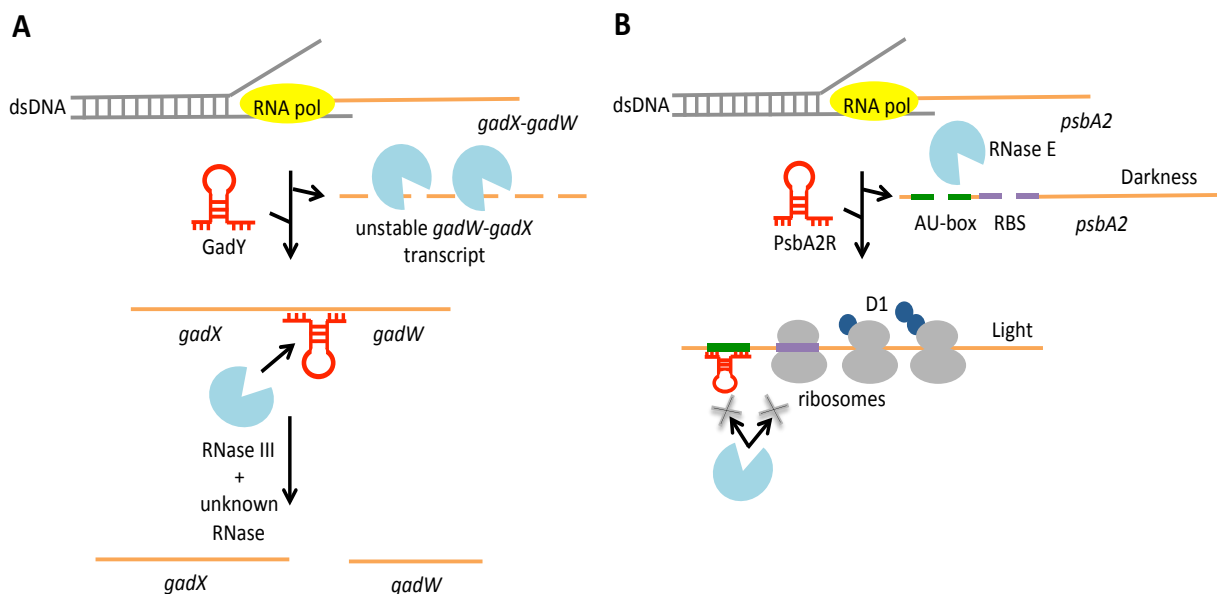 A
dsDNA
RNA pol
gadX-gadW
GadY
unstable gadW-gadX
transcript
gadX
gadW
RNase III
+
unknown
RNase
gadX
gadW
B
dsDNA
RNA pol
psbA2
RNase E
Darkness
PsbA2R
AU-box
RBS
psbA2
D1
Light
ribosomes